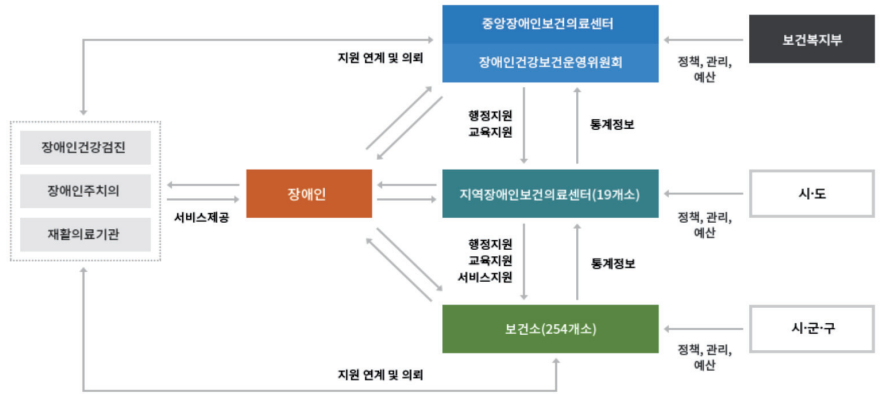 중앙장애인보건의료센터
보건복지부
지원 연계 및 의뢰
장애인건강보건운영위원회
정책, 관리,
예산
행정지원
교육지원
통계정보
장애인건강검진
장애인주치의
재활의료기관
서비스제공
장애인
지역장애인보건의료센터(19개소)
시·도
정책, 관리,
예산
행정지원
교육지원
서비스지원
통계정보
보건소(254개소)
시·군·구
정책, 관리,
예산
지원 연계 및 의뢰